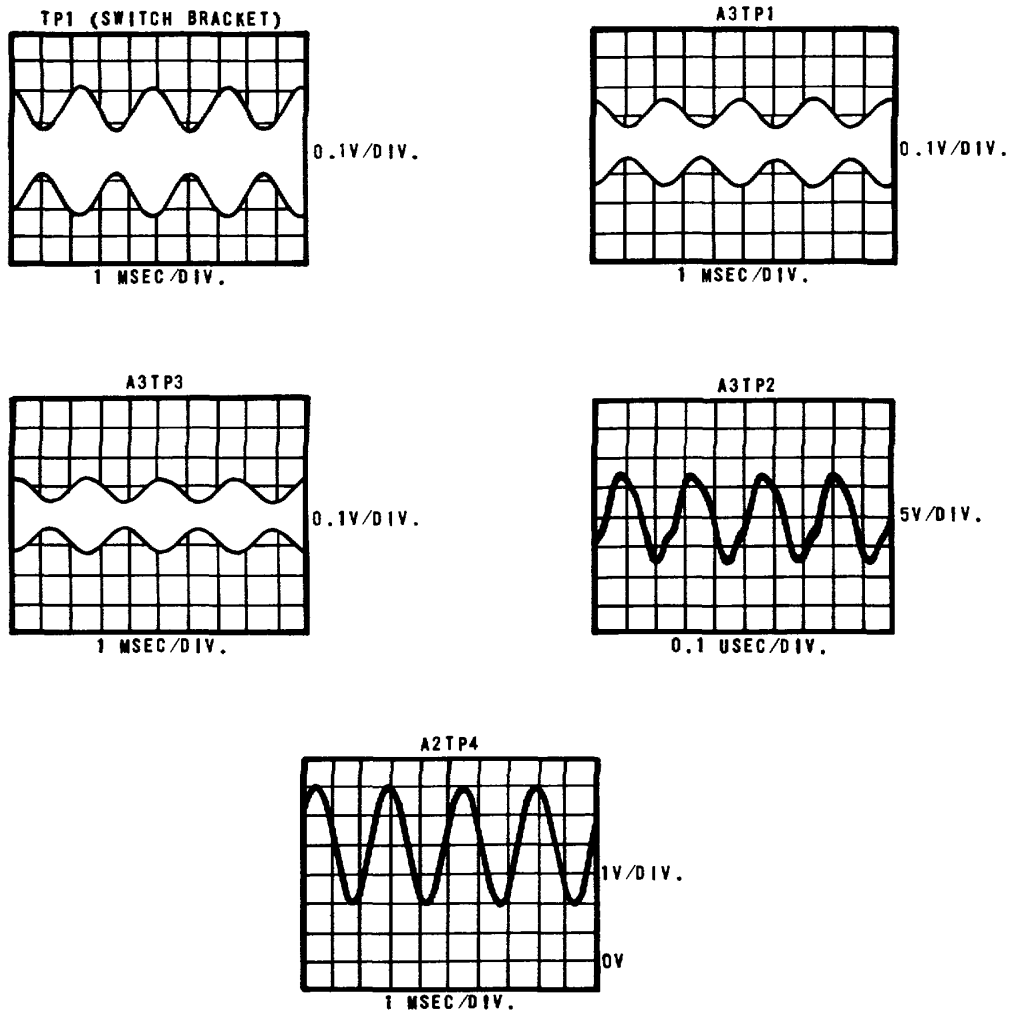 TP1 (SWITCH BRACKET)
0.1V/DIV.
1 MSEC/DIV.
A3TP1
0.1V/DIV.
1 MSEC/DIV.
A3TP3
0.1V/DIV.
1 MSEC/DIV.
A3TP2
5V/DIV.
0.1 USEC/DIV.
A2TP4
1V/DIV.
0V
1 MSEC/DIV.